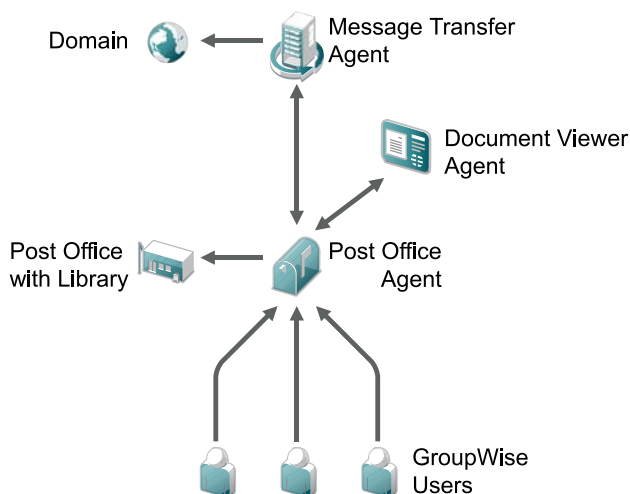 Domain
Message Transfer
Agent
Document Viewer
Agent
Post Office
with Library
Post Office
Agent
GroupWise
Users